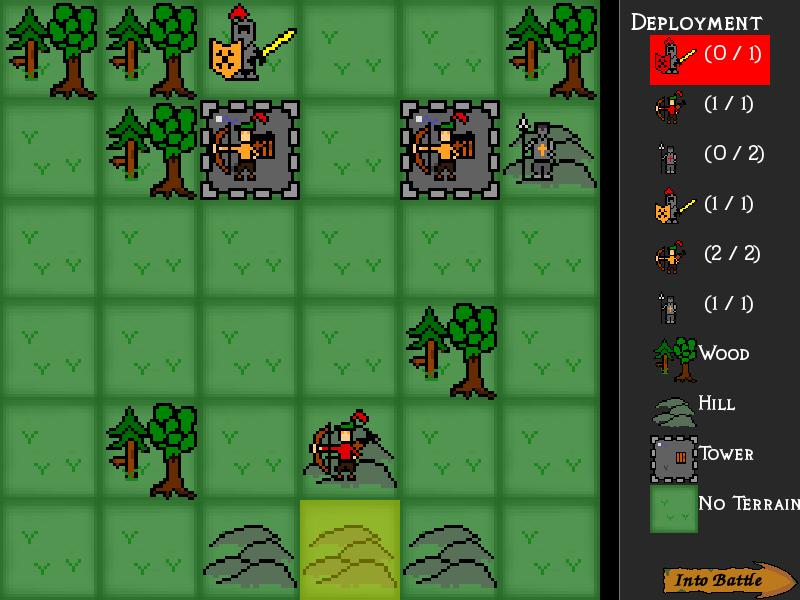 Deployment
(0 / 1)
(1 / 1)
(0 / 2)
(1 / 1)
(2 / 2)
(1 / 1)
Wood
Hill
Tower
No Terrain
Into Battle